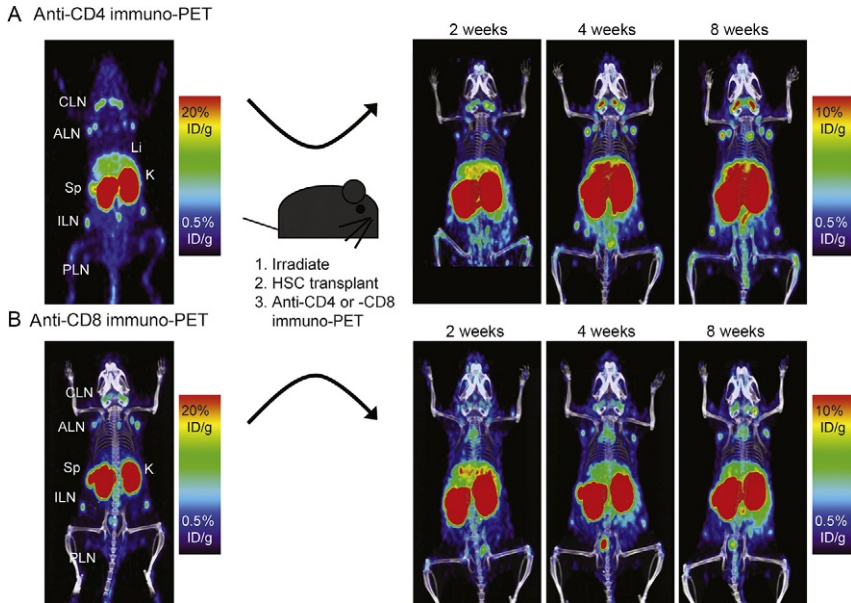 A Anti-CD4 immuno-PET
CLN
ALN
Li
K
Sp
ILN
PLN
20%
ID/g
0.5%
ID/g
1. Irradiate
2. HSC transplant
3. Anti-CD4 or -CD8
immuno-PET
2 weeks
4 weeks
8 weeks
10%
ID/g
0.5%
ID/g
B Anti-CD8 immuno-PET
CLN
ALN
Sp
K
ILN
PLN
20%
ID/g
0.5%
ID/g
2 weeks
4 weeks
8 weeks
10%
ID/g
0.5%
ID/g